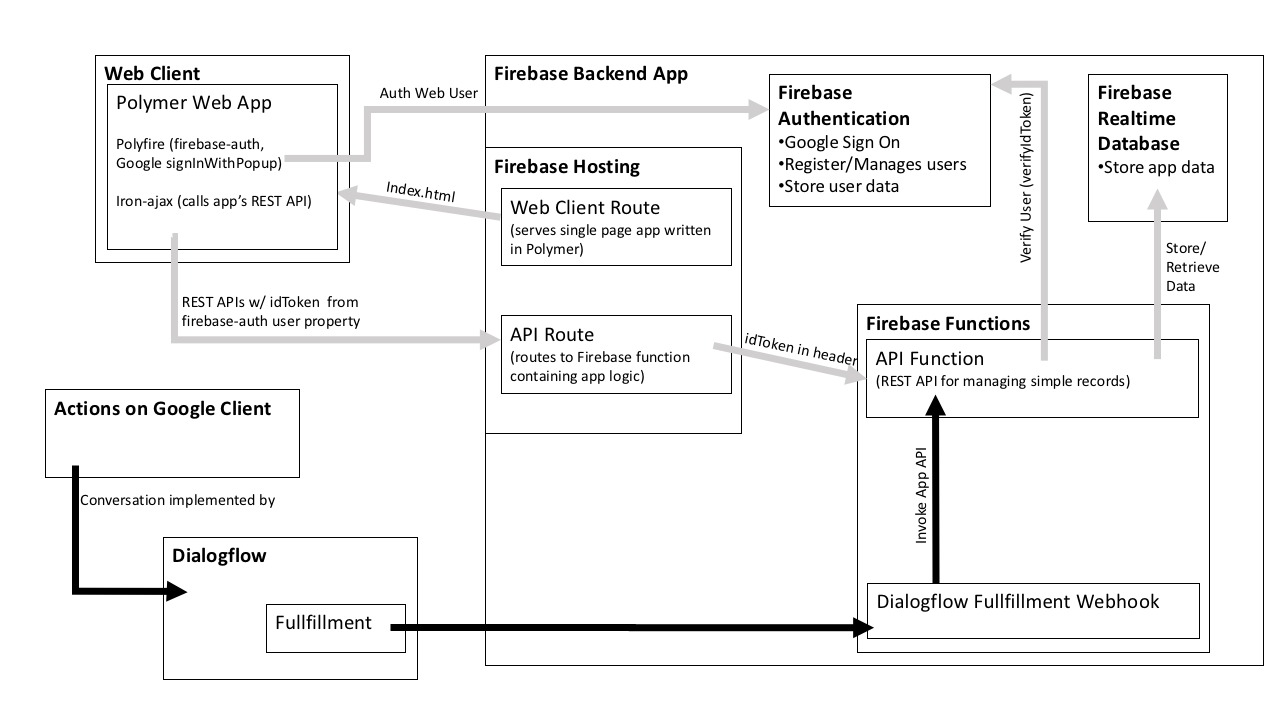 Web Client
Polymer Web App
Polyfire (firebase-auth,
Google signInWithPopup)
Iron-ajax (calls app’s REST API)
Auth Web User
Index.html
REST APIs w/ idToken from
firebase-auth user property
Firebase Backend App
Firebase
Authentication
•Google Sign On
•Register/Manages users
•Store user data
Verify User (verifyIdToken)
Firebase
Realtime
Database
•Store app data
Store/
Retrieve
Data
Firebase Hosting
Web Client Route
(serves single page app written
in Polymer)
API Route
(routes to Firebase function
containing app logic)
idToken in header
Firebase Functions
API Function
(REST API for managing simple records)
Invoke App API
Dialogflow Fullfillment Webhook
Actions on Google Client
Conversation implemented by
Dialogflow
Fullfillment